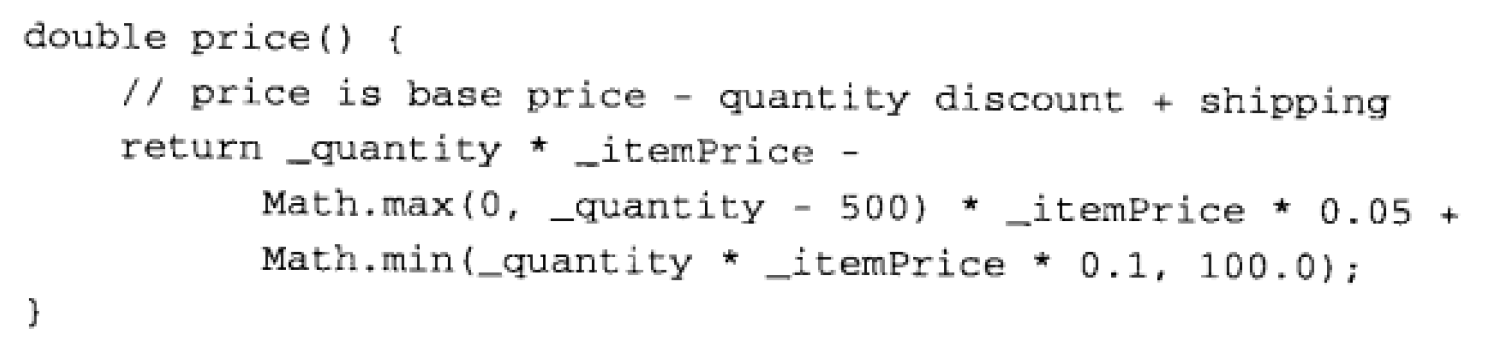 double price() {
    // price is base price - quantity discount + shipping
    return _quantity * _itemPrice -
          Math.max(0, _quantity - 500) * _itemPrice * 0.05 +
          Math.min(_quantity * _itemPrice * 0.1, 100.0);
}